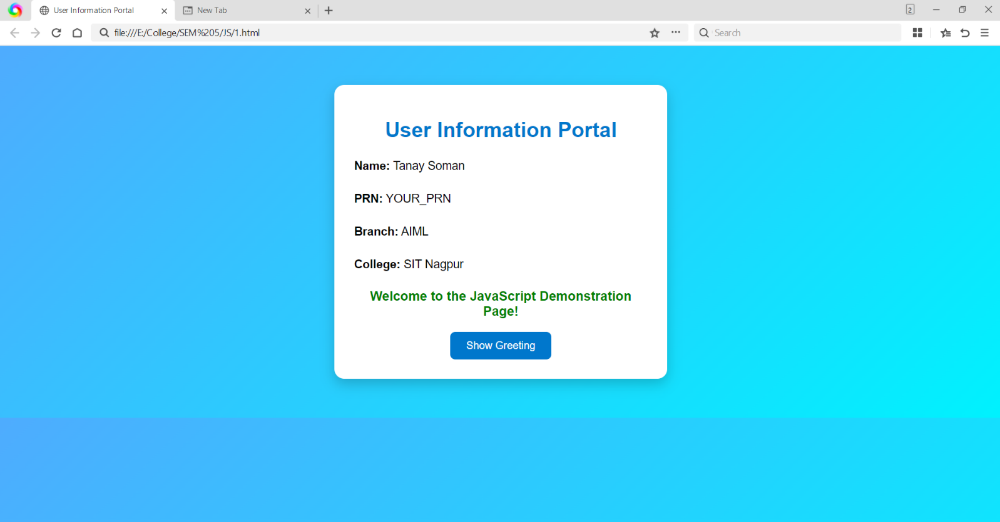 User Information Portal
New Tab
2
file:///E:/College/SEM%205/JS/1.html
Search
User Information Portal
Name: Tanay Soman
PRN: YOUR_PRN
Branch: AIML
College: SIT Nagpur
Welcome to the JavaScript Demonstration
Page!
Show Greeting